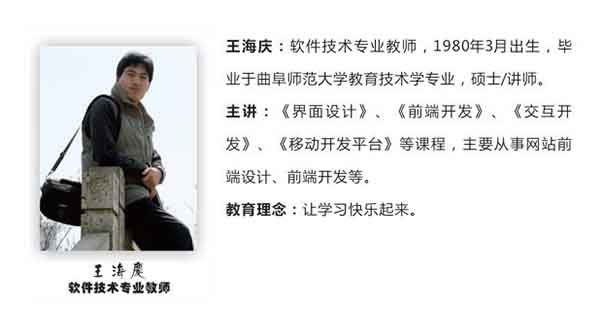 王海庆：软件技术专业教师，1980年3月出生，毕
业于曲阜师范大学教育技术学专业，硕士/讲师。
主讲：《界面设计》、《前端开发》、《交互开
发》、《移动开发平台》等课程，主要从事网站前
端设计、前端开发等。
教育理念：让学习快乐起来。
王海慶
软件技术专业教师